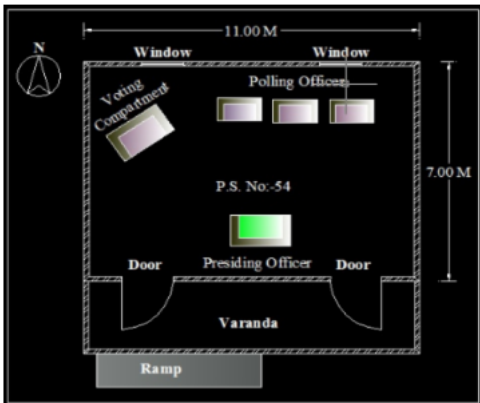 11.00 M
N
Window
Window
Polling Officer
Voting
Compartment
7.00 M
P.S. No:-54
Door
Presiding Officer
Door
Varanda
Ramp